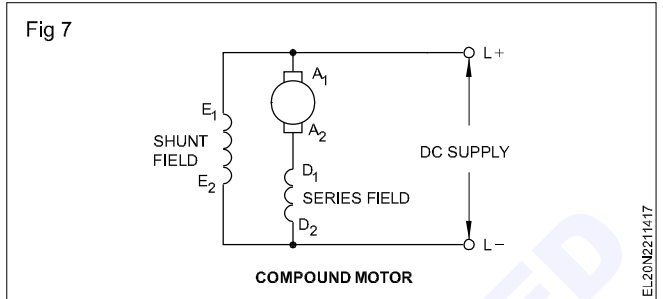 Fig 7
L+
A1
E1
SHUNT
FIELD
A2
DC SUPPLY
E2
D1
SERIES FIELD
D2
L−
COMPOUND MOTOR
EL20N2211417